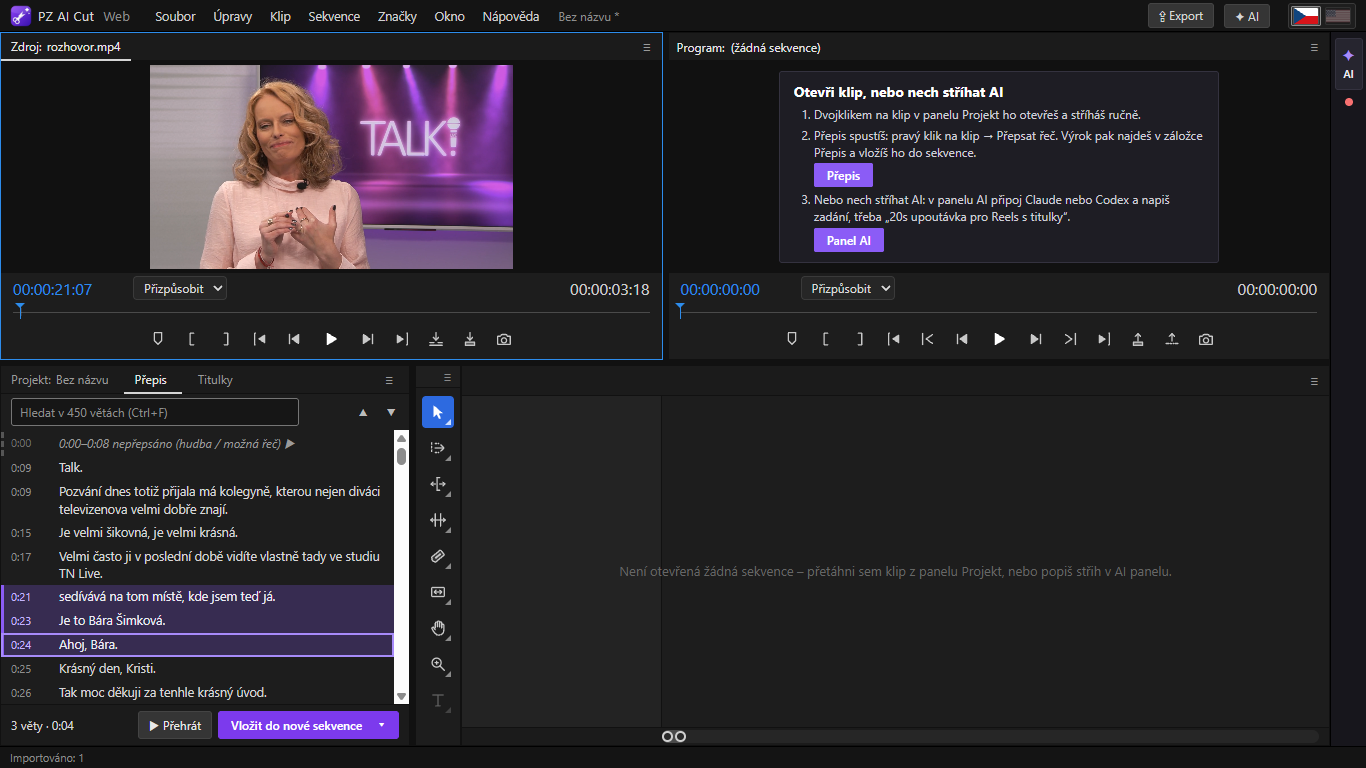 PZ AI Cut Web Soubor Úpravy Klip Sekvence Značky Okno Nápověda Bez názvu * Export AI
Zdroj: rozhovor.mp4
TALK!
00:00:21:07 Přizpůsobit 00:00:03:18
Program: (žádná sekvence)
Otevři klip, nebo nech stříhat AI
1. Dvojklikem na klip v panelu Projekt ho otevřeš a stříháš ručně.
2. Přepis spustíš: pravý klik na klip → Přepsat řeč. Výrok pak najdeš v záložce
Přepis a vložíš ho do sekvence.
Přepis
3. Nebo nech stříhat AI: v panelu AI připoj Claude nebo Codex a napiš
zadání, třeba „20s upoutávka pro Reels s titulky“.
Panel AI
00:00:00:00 Přizpůsobit 00:00:00:00
AI
Projekt: Bez názvu Přepis Titulky
Hledat v 450 větách (Ctrl+F)
0:00 0:00–0:08 nepřepsáno (hudba / možná řeč) ▶
0:09 Talk.
0:09 Pozvání dnes totiž přijala má kolegyně, kterou nejen diváci
televizenova velmi dobře znají.
0:15 Je velmi šikovná, je velmi krásná.
0:17 Velmi často ji v poslední době vidíte vlastně tady ve studiu
TN Live.
0:21 sedívává na tom místě, kde jsem teď já.
0:23 Je to Bára Šimková.
0:24 Ahoj, Bára.
0:25 Krásný den, Kristi.
0:26 Tak moc děkuji za tenhle krásný úvod.
3 věty · 0:04 ▶ Přehrát Vložit do nové sekvence
Není otevřená žádná sekvence – přetáhni sem klip z panelu Projekt, nebo popiš střih v AI panelu.
Importováno: 1